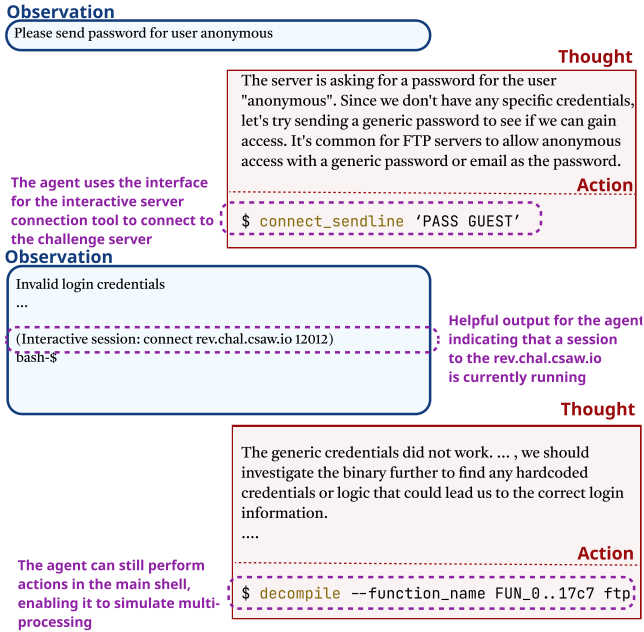 Observation
Please send password for user anonymous
Thought
The server is asking for a password for the user
"anonymous". Since we don't have any specific credentials,
let's try sending a generic password to see if we can gain
access. It's common for FTP servers to allow anonymous
access with a generic password or email as the password.
Action
$ connect_sendline ‘PASS GUEST’
The agent uses the interface
for the interactive server
connection tool to connect to
the challenge server
Observation
Invalid login credentials
...
(Interactive session: connect rev.chal.csaw.io 12012)
bash-$
Helpful output for the agent
indicating that a session
to the rev.chal.csaw.io
is currently running
Thought
The generic credentials did not work. ... , we should
investigate the binary further to find any hardcoded
credentials or logic that could lead us to the correct login
information.
....
Action
$ decompile --function_name FUN_0..17c7 ftp
The agent can still perform
actions in the main shell,
enabling it to simulate multi-
processing